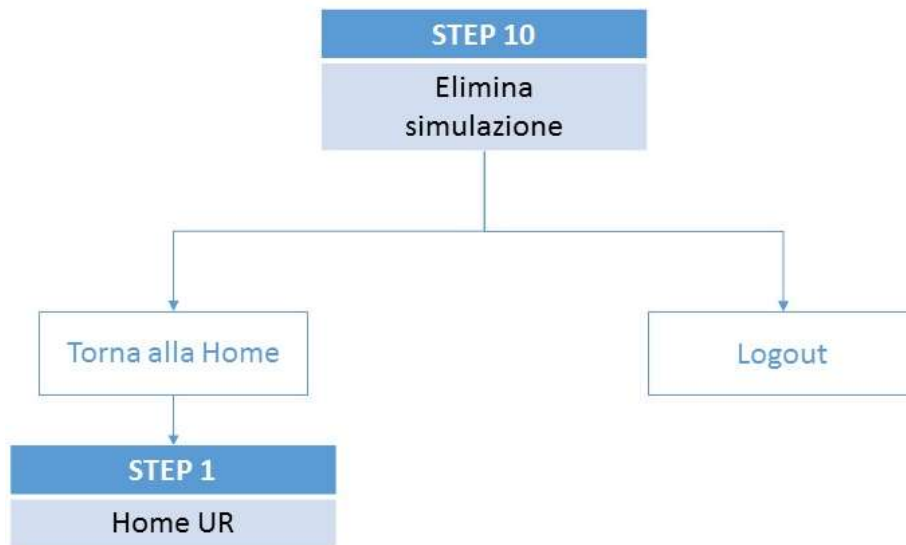 STEP 10
Elimina
simulazione
Torna alla Home
Logout
STEP 1
Home UR